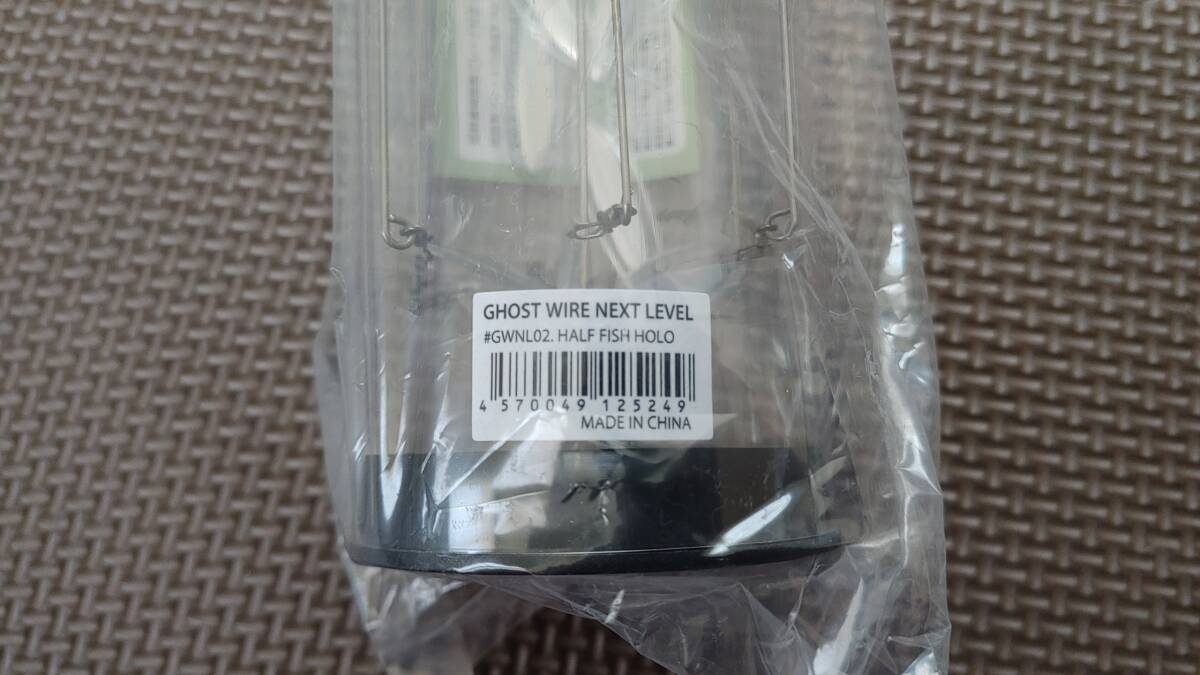 GHOST WIRE NEXT LEVEL
#GWNL02. HALF FISH HOLO
4 570049 125249
MADE IN CHINA